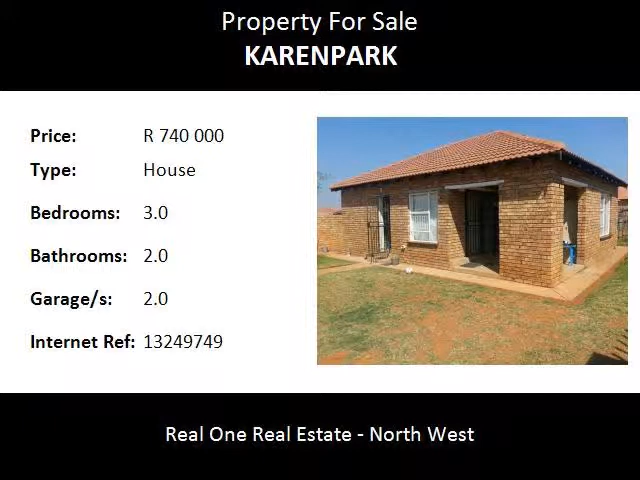 Property For Sale
KARENPARK
Price: R 740 000
Type: House
Bedrooms: 3.0
Bathrooms: 2.0
Garage/s: 2.0
Internet Ref: 13249749
Real One Real Estate - North West